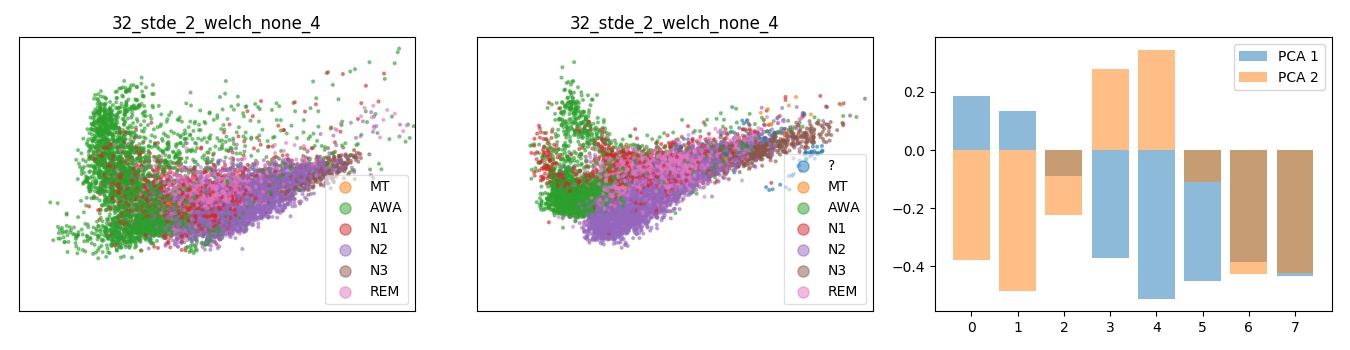 32_stde_2_welch_none_4
MT
AWA
N1
N2
N3
REM
32_stde_2_welch_none_4
?
MT
AWA
N1
N2
N3
REM
PCA 1
PCA 2
0.2
0.0
−0.2
−0.4
0 1 2 3 4 5 6 7